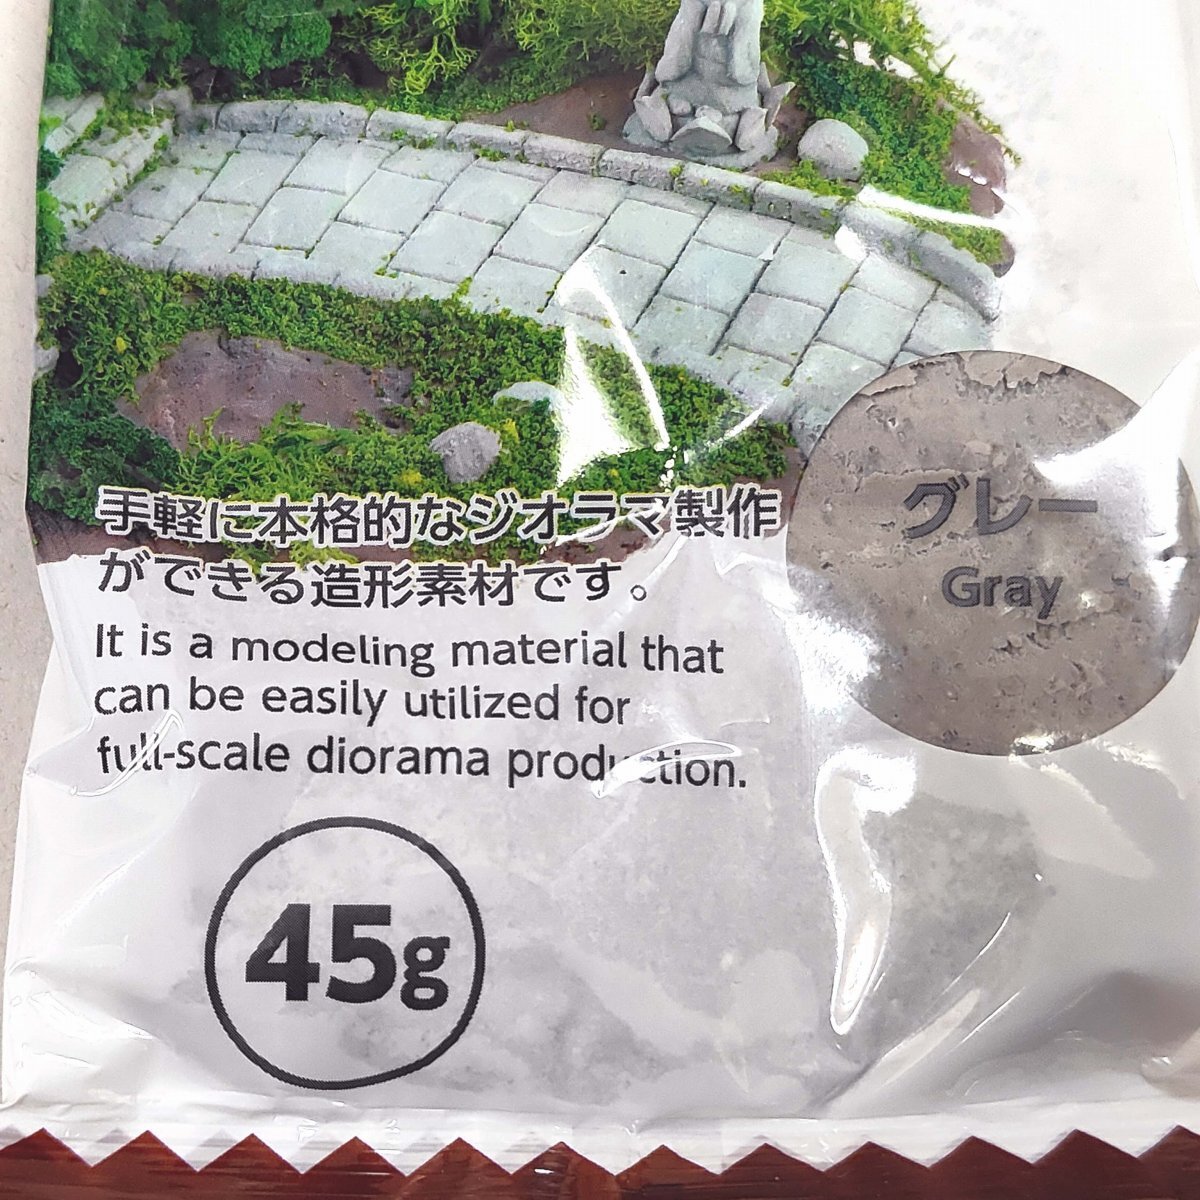 手軽に本格的なジオラマ製作
ができる造形素材です。
It is a modeling material that
can be easily utilized for
full-scale diorama production.
グレー
Gray
45g